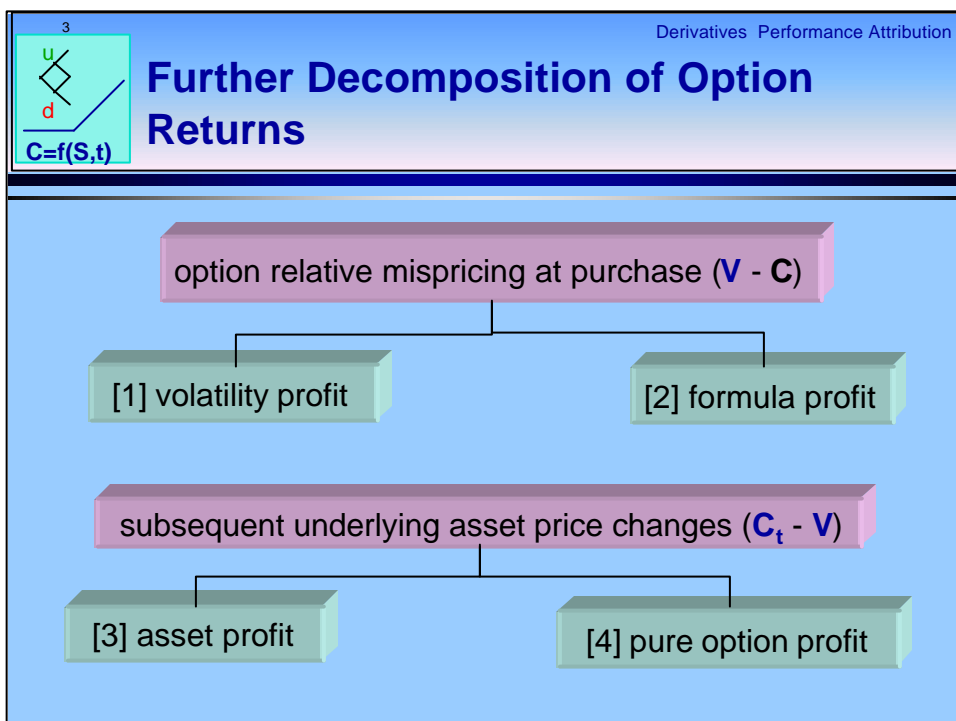 3
Derivatives Performance Attribution
u
d
C=f(S,t)
Further Decomposition of Option
Returns
option relative mispricing at purchase (V - C)
[1] volatility profit
[2] formula profit
subsequent underlying asset price changes (Ct - V)
[3] asset profit
[4] pure option profit